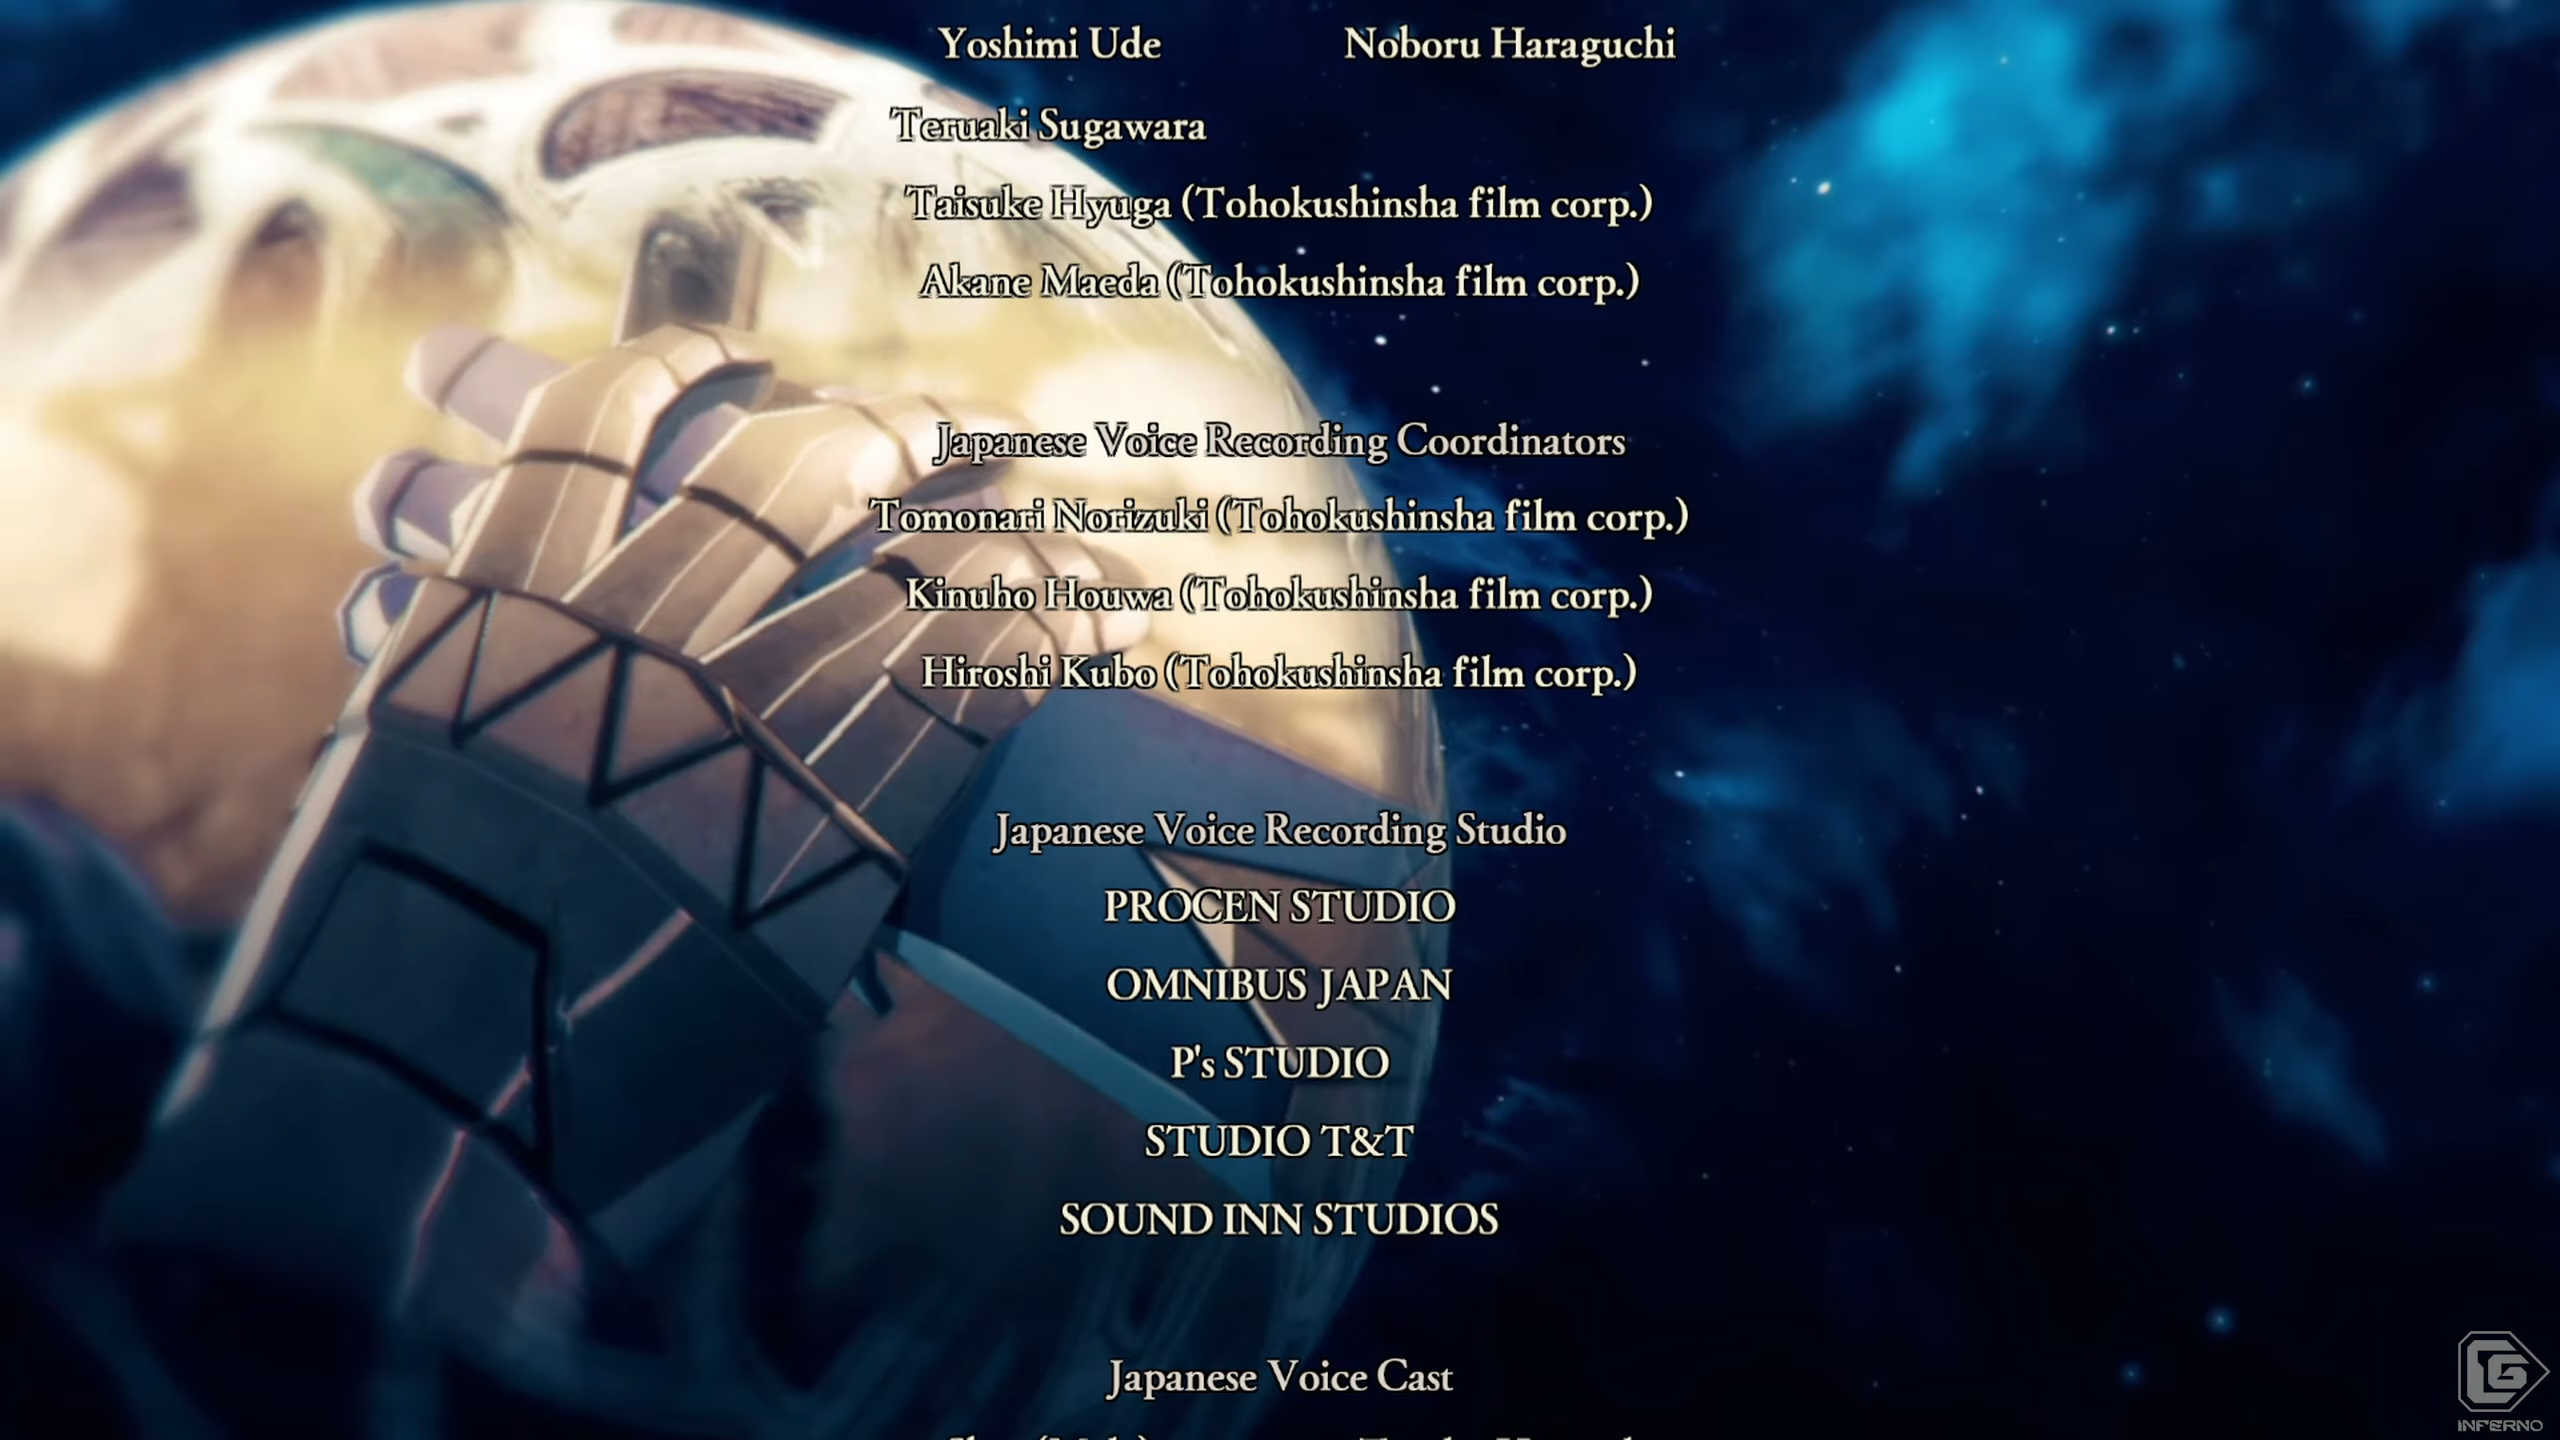 Yoshimi Ude Noboru Haraguchi
Teruaki Sugawara
Taisuke Hyuga (Tohokushinsha film corp.)
Akane Maeda (Tohokushinsha film corp.)
Japanese Voice Recording Coordinators
Tomonari Norizuki (Tohokushinsha film corp.)
Kinuho Houwa (Tohokushinsha film corp.)
Hiroshi Kubo (Tohokushinsha film corp.)
Japanese Voice Recording Studio
PROCEN STUDIO
OMNIBUS JAPAN
P's STUDIO
STUDIO T&T
SOUND INN STUDIOS
Japanese Voice Cast
INFERNO